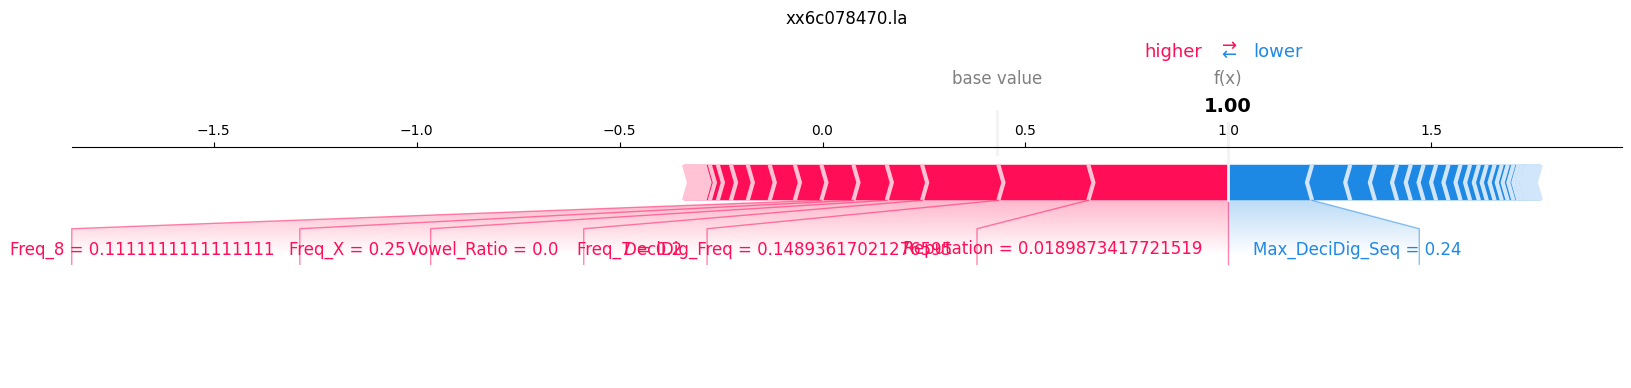 xx6c078470.la
higher ⇄ lower
base value f(x)
1.00
−1.5 −1.0 −0.5 0.0 0.5 1.0 1.5
Freq_8 = 0.1111111111111111 Freq_X = 0.25 Vowel_Ratio = 0.0 Freq_7 = 0.2 DeciDig_Freq = 0.14893617021276595 Reputation = 0.0189873417721519 Max_DeciDig_Seq = 0.24